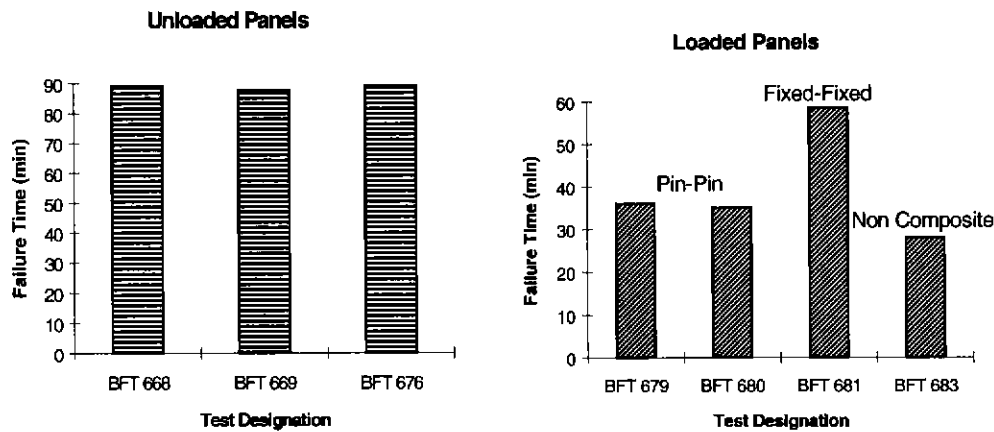 Unloaded Panels
Failure Time (min)
90
80
70
60
50
40
30
20
10
0
BFT 668 BFT 669 BFT 676
Test Designation
Loaded Panels
Failure Time (min)
60
50
40
30
20
10
0
Fixed-Fixed
Pin-Pin
Non Composite
BFT 679 BFT 680 BFT 681 BFT 683
Test Designation